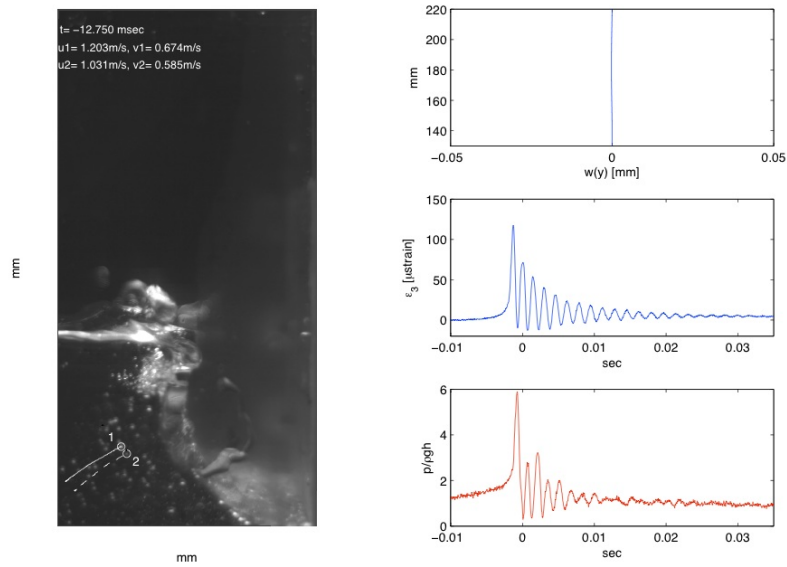 t= −12.750 msec
u1= 1.203m/s, v1= 0.674m/s
u2= 1.031m/s, v2= 0.585m/s
1
2
mm
mm
220
200
180
160
140
mm
−0.05
0
0.05
w(y) [mm]
150
100
50
0
ε3 [μstrain]
−0.01
0
0.01
0.02
0.03
sec
6
4
2
0
p/ρgh
−0.01
0
0.01
0.02
0.03
sec